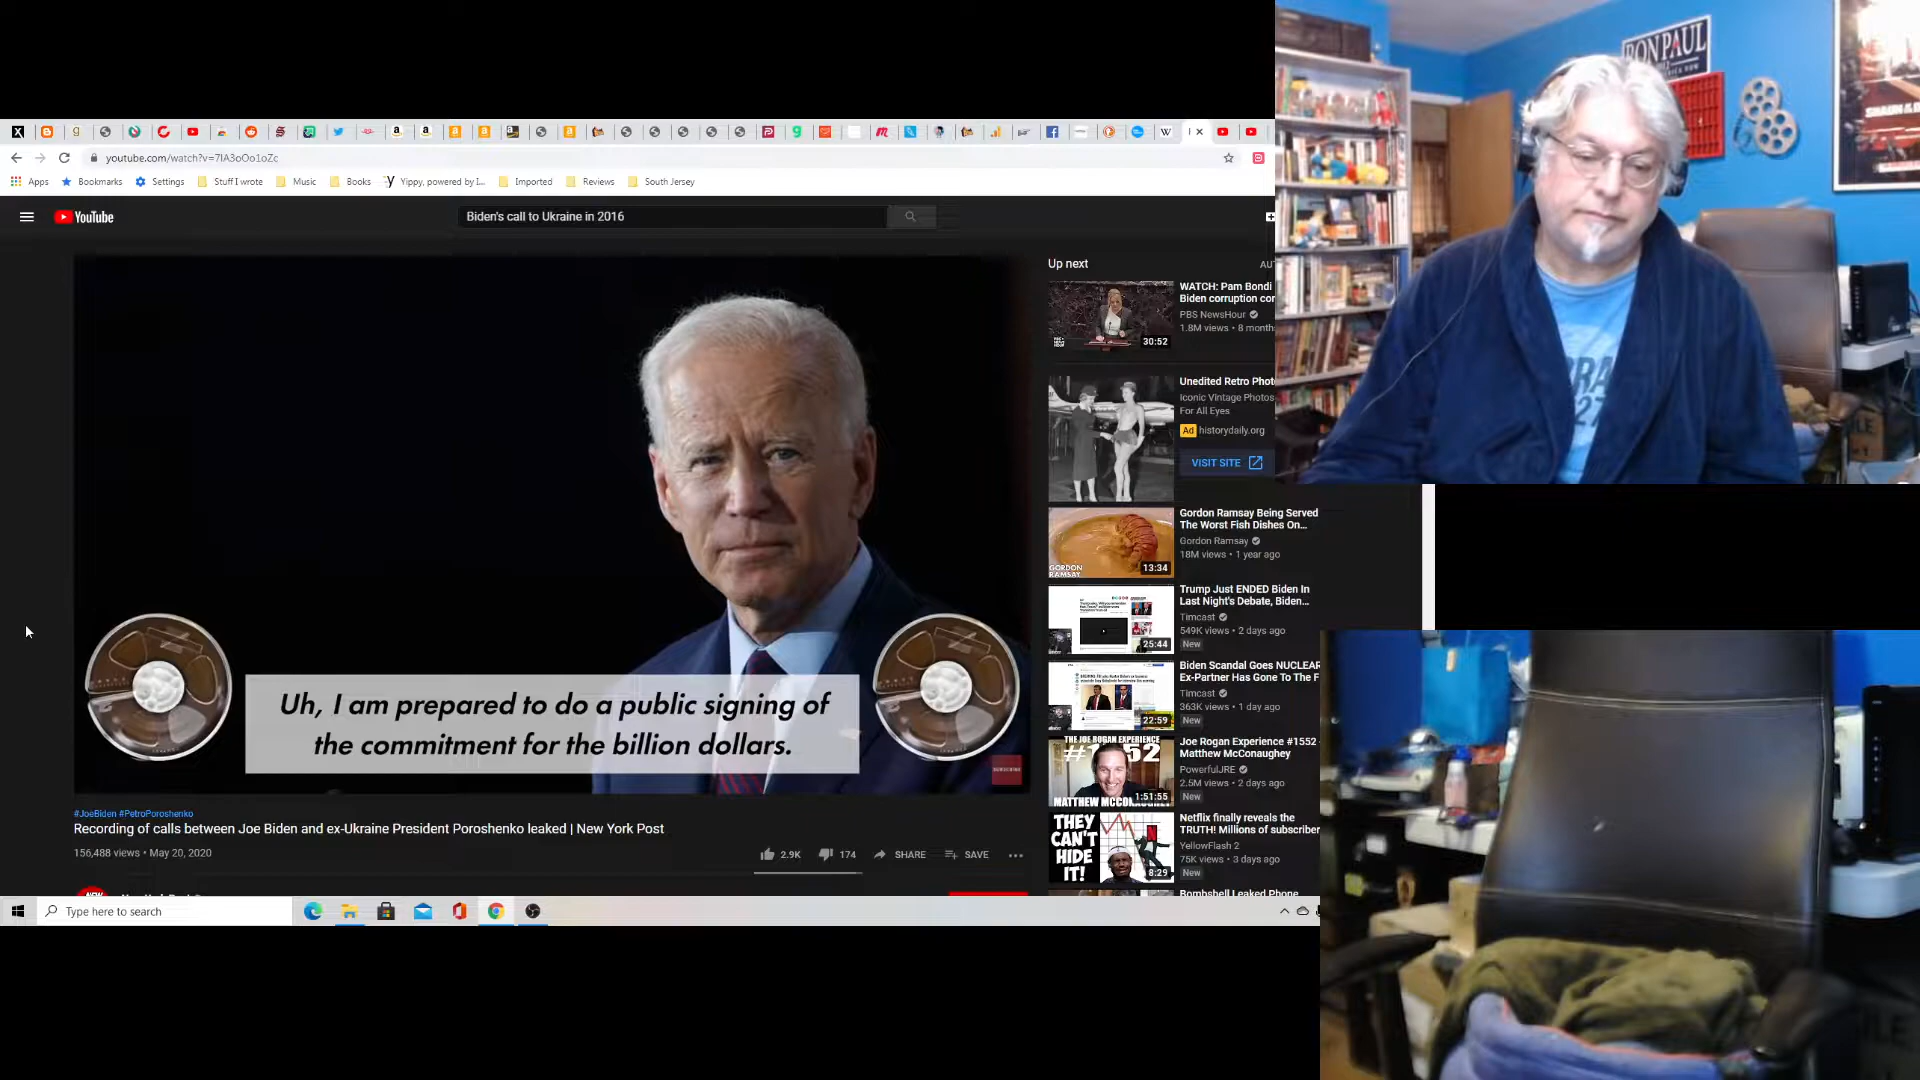 youtube.com/watch?v=7lA3oOo1oZc
Apps
Bookmarks
Settings
Stuff I wrote
Music
Books
Yippy, powered by I...
Imported
Reviews
South Jersey
YouTube
Biden's call to Ukraine in 2016
Uh, I am prepared to do a public signing of
the commitment for the billion dollars.
#JoeBiden #PetroPoroshenko
Recording of calls between Joe Biden and ex-Ukraine President Poroshenko leaked | New York Post
156,488 views • May 20, 2020
2.9K
174
SHARE
SAVE
Up next
WATCH: Pam Bondi
Biden corruption
PBS NewsHour
1.8M views • 8 month
30:52
Unedited Retro
Iconic Vintage Photos
For All Eyes
Ad historydaily.org
VISIT SITE
Gordon Ramsay Being Served
The Worst Fish Dishes On...
Gordon Ramsay
18M views • 1 year ago
GORDON
RAMSAY
13:34
Trump Just ENDED Biden In
Last Night's Debate, Biden...
Timcast
549K views • 2 days ago
New
25:44
Biden Scandal Goes NUCLEAR
Ex-Partner Has Gone To The F
Timcast
363K views • 1 day ago
New
22:59
Joe Rogan Experience #1552
Matthew McConaughey
PowerfulJRE
2.5M views • 2 days ago
New
THE JOE ROGAN EXPERIENCE
1:51:55
Netflix finally reveals the
TRUTH! Millions of subscriber
YellowFlash 2
75K views • 3 days ago
New
THEY
CAN'T
HIDE
IT!
8:29
Bombshell Leaked Phone
Type here to search
RON PAUL